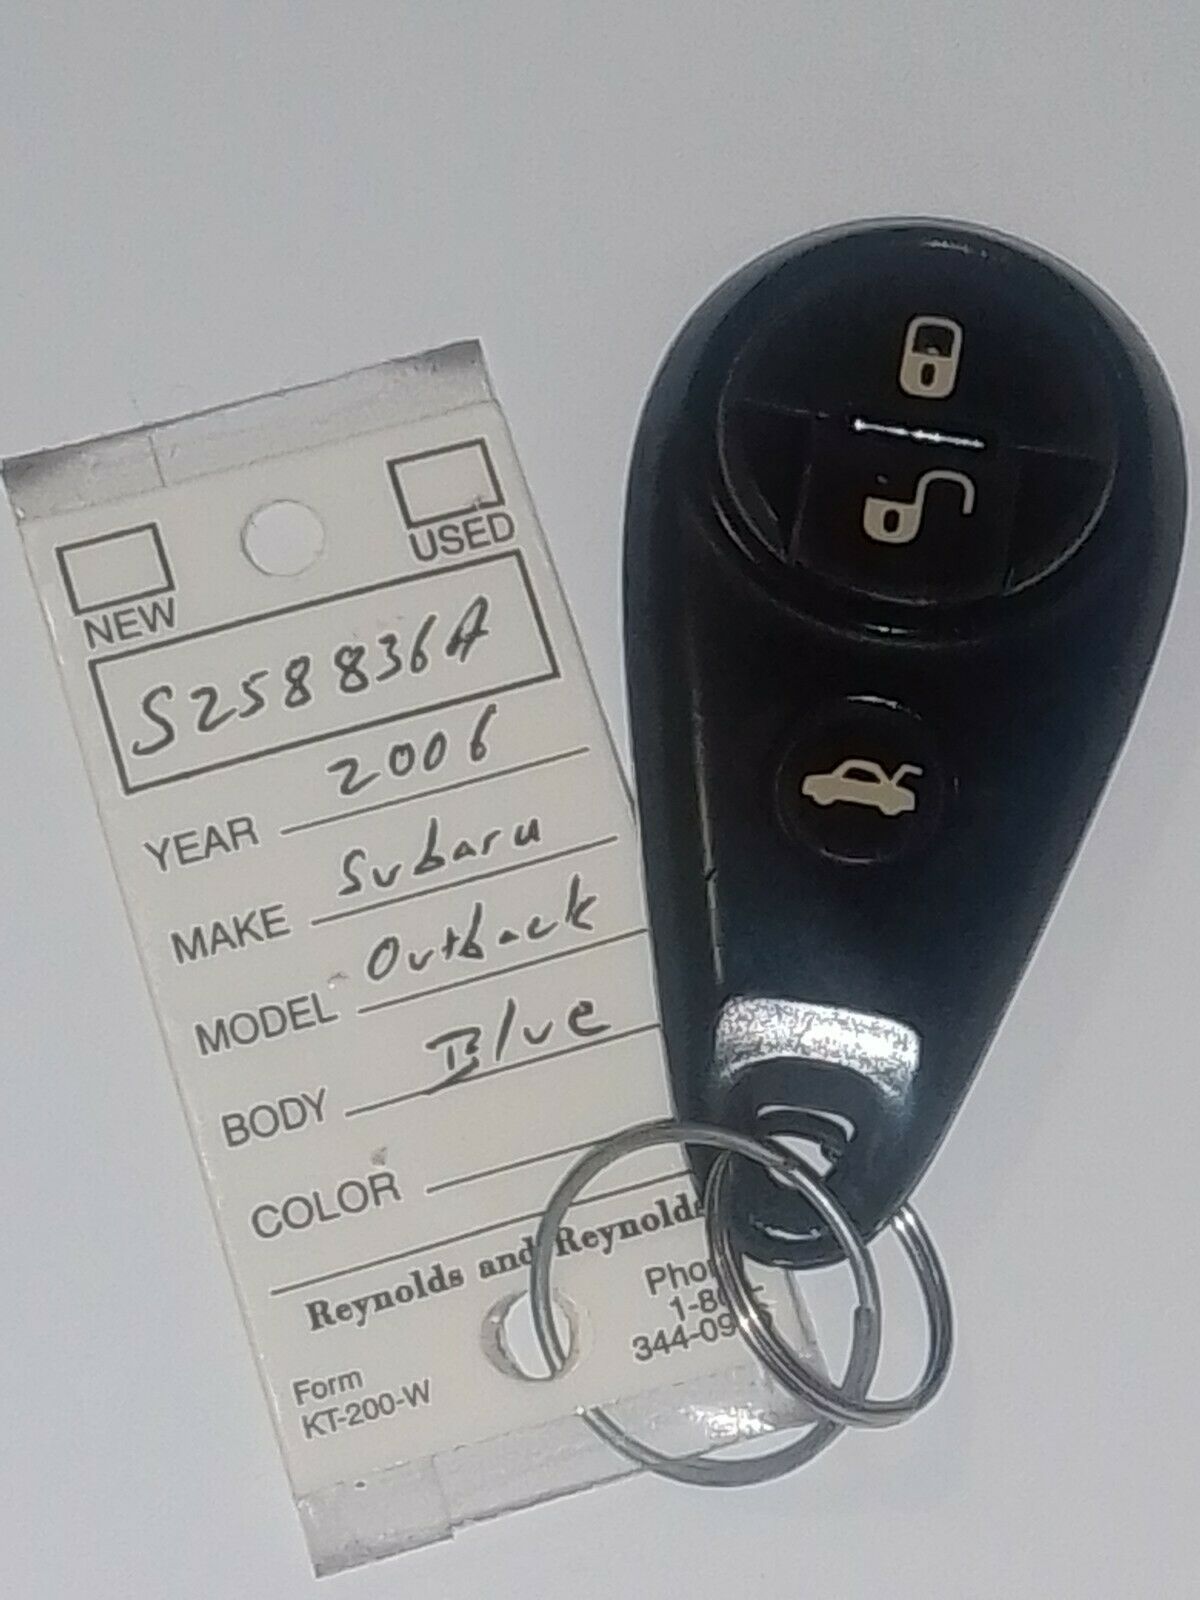 NEW USED
S258836A
YEAR 2006
MAKE Subaru
MODEL Outback
BODY Blue
COLOR
Reynolds and Reynolds
Form
KT-200-W